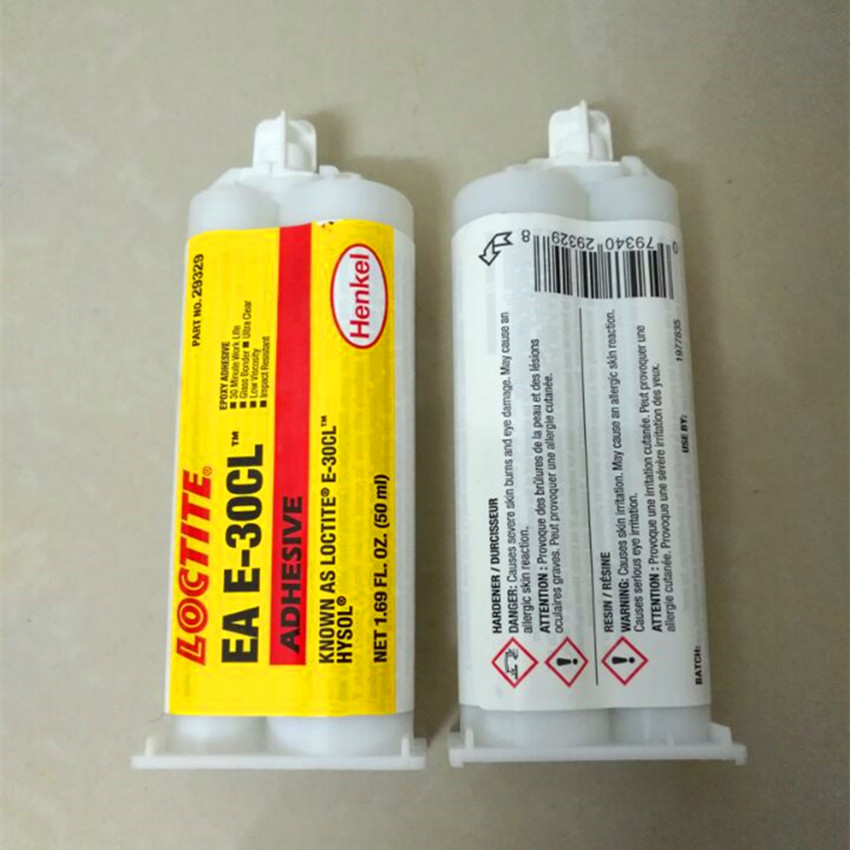 PART NO. 29329
LOCTITE®
EA E-30CL™
EPOXY ADHESIVE
■ 30 Minute Work Life
■ Glass Bonder ■ Ultra Clear
■ Low Viscosity
■ Impact Resistant
ADHESIVE
Henkel
KNOWN AS LOCTITE® E-30CL™
HYSOL®
NET 1.69 FL. OZ. (50 ml)
0 79340 29329 8
HARDENER / DURCISSEUR
DANGER: Causes severe skin burns and eye damage. May cause an
allergic skin reaction.
ATTENTION : Provoque des brûlures de la peau et des lésions
oculaires graves. Peut provoquer une allergie cutanée.
RESIN / RÉSINE
WARNING: Causes skin irritation. May cause an allergic skin reaction.
Causes serious eye irritation.
ATTENTION : Provoque une irritation cutanée. Peut provoquer une
allergie cutanée. Provoque une sévère irritation des yeux.
BATCH:
USE BY:
1977835